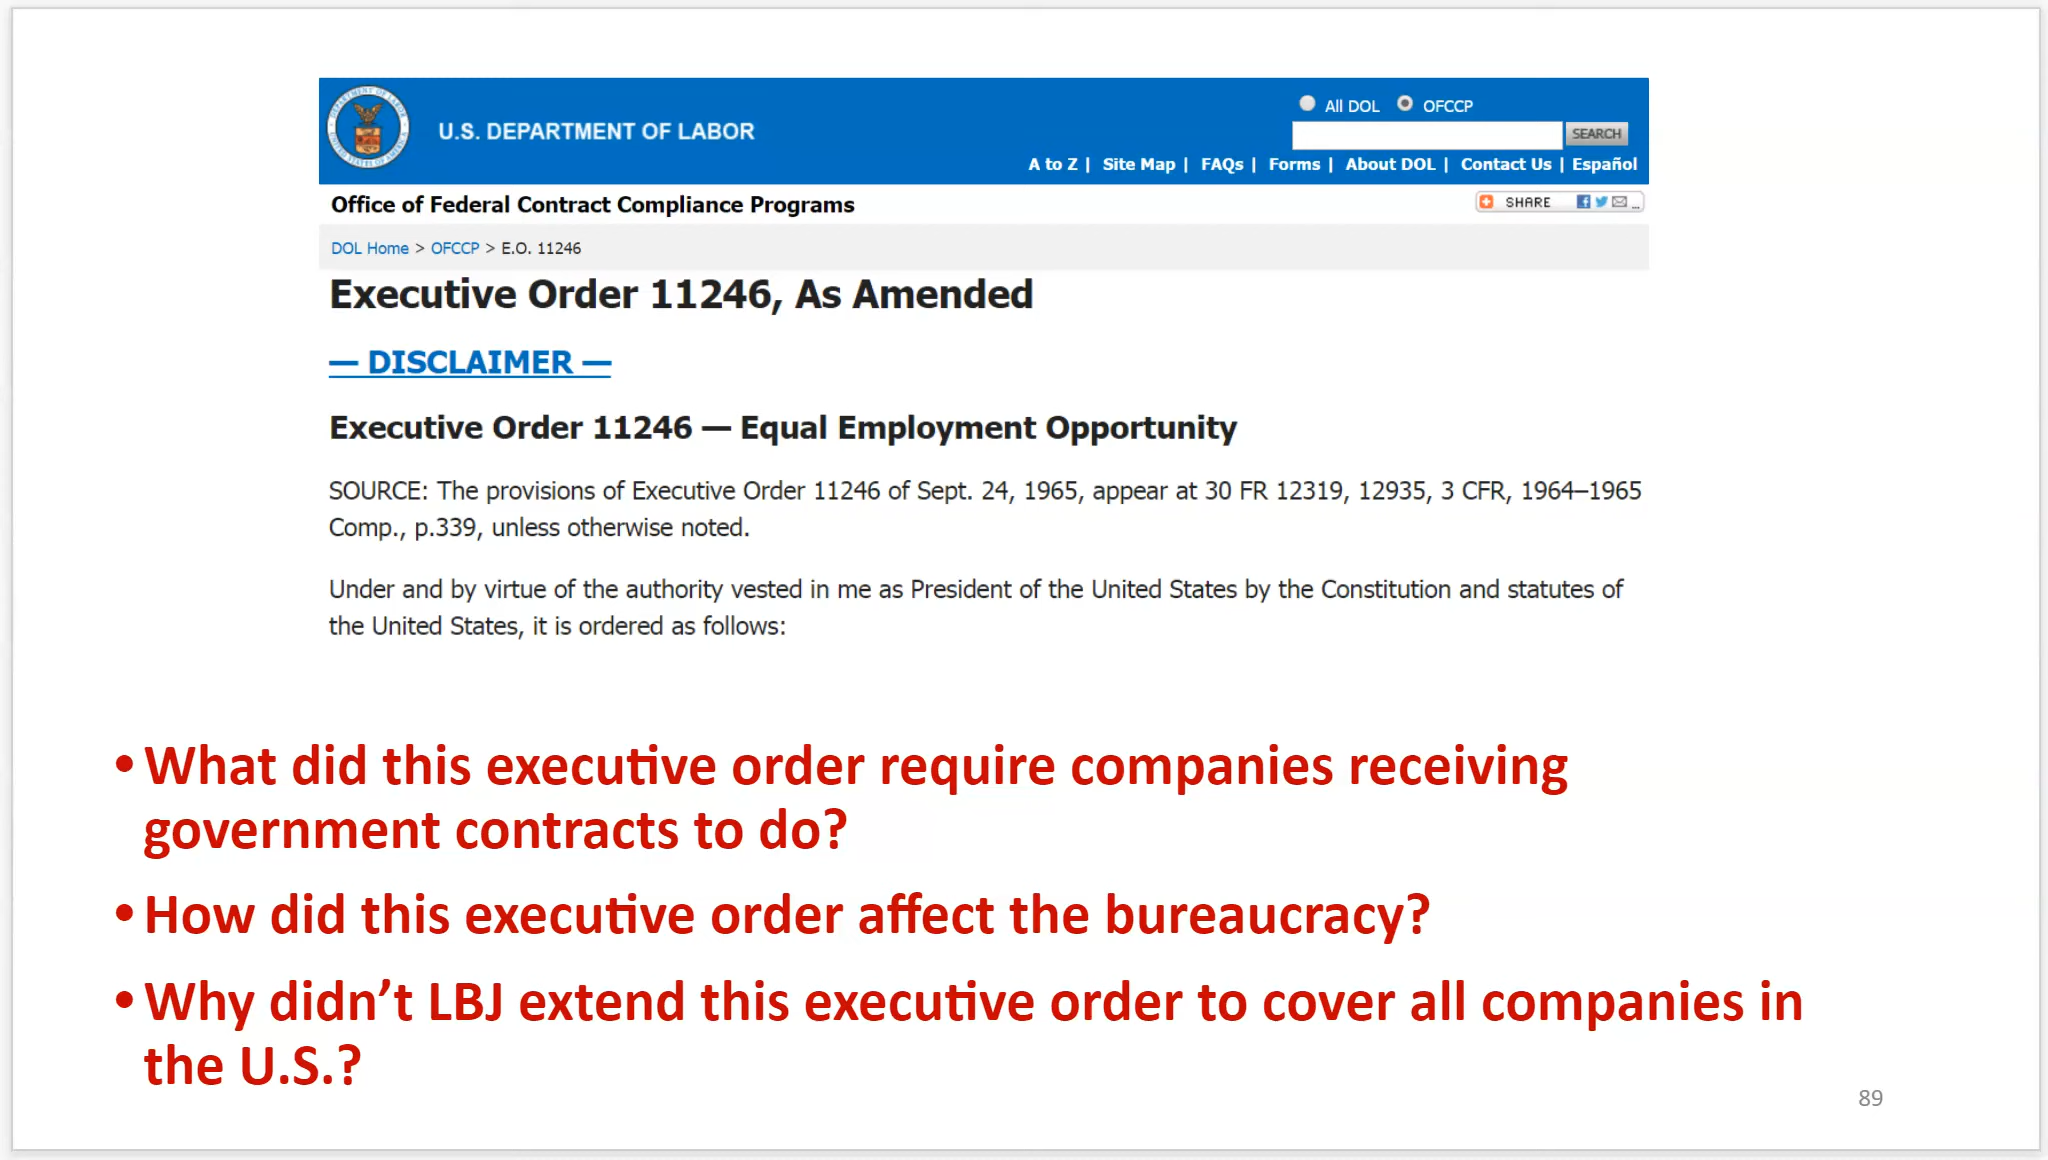 U.S. DEPARTMENT OF LABOR
All DOL OFCCP
SEARCH
A to Z | Site Map | FAQs | Forms | About DOL | Contact Us | Español
Office of Federal Contract Compliance Programs
SHARE
DOL Home > OFCCP > E.O. 11246
Executive Order 11246, As Amended
— DISCLAIMER —
Executive Order 11246 — Equal Employment Opportunity
SOURCE: The provisions of Executive Order 11246 of Sept. 24, 1965, appear at 30 FR 12319, 12935, 3 CFR, 1964–1965
Comp., p.339, unless otherwise noted.
Under and by virtue of the authority vested in me as President of the United States by the Constitution and statutes of
the United States, it is ordered as follows:
• What did this executive order require companies receiving
government contracts to do?
• How did this executive order affect the bureaucracy?
• Why didn’t LBJ extend this executive order to cover all companies in
the U.S.?
89